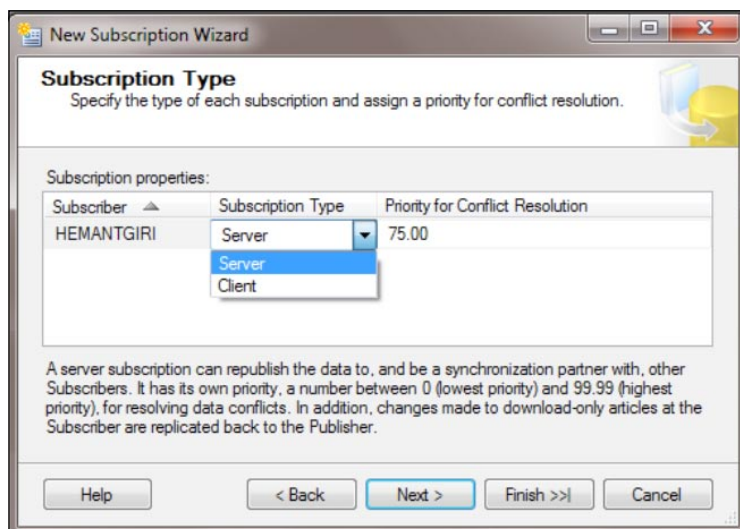 New Subscription Wizard
Subscription Type
Specify the type of each subscription and assign a priority for conflict resolution.
Subscription properties:
Subscriber Subscription Type Priority for Conflict Resolution
HEMANTGIRI Server 75.00
Server
Client
A server subscription can republish the data to, and be a synchronization partner with, other
Subscribers. It has its own priority, a number between 0 (lowest priority) and 99.99 (highest
priority), for resolving data conflicts. In addition, changes made to download-only articles at the
Subscriber are replicated back to the Publisher.
Help < Back Next > Finish >>| Cancel